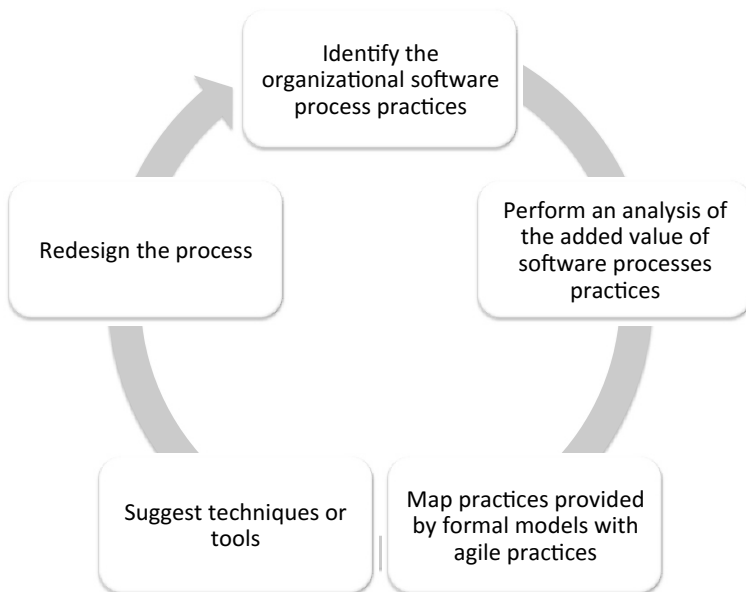 Identify the
organizational software
process practices
Perform an analysis of
the added value of
software processes
practices
Map practices provided
by formal models with
agile practices
Suggest techniques or
tools
Redesign the process